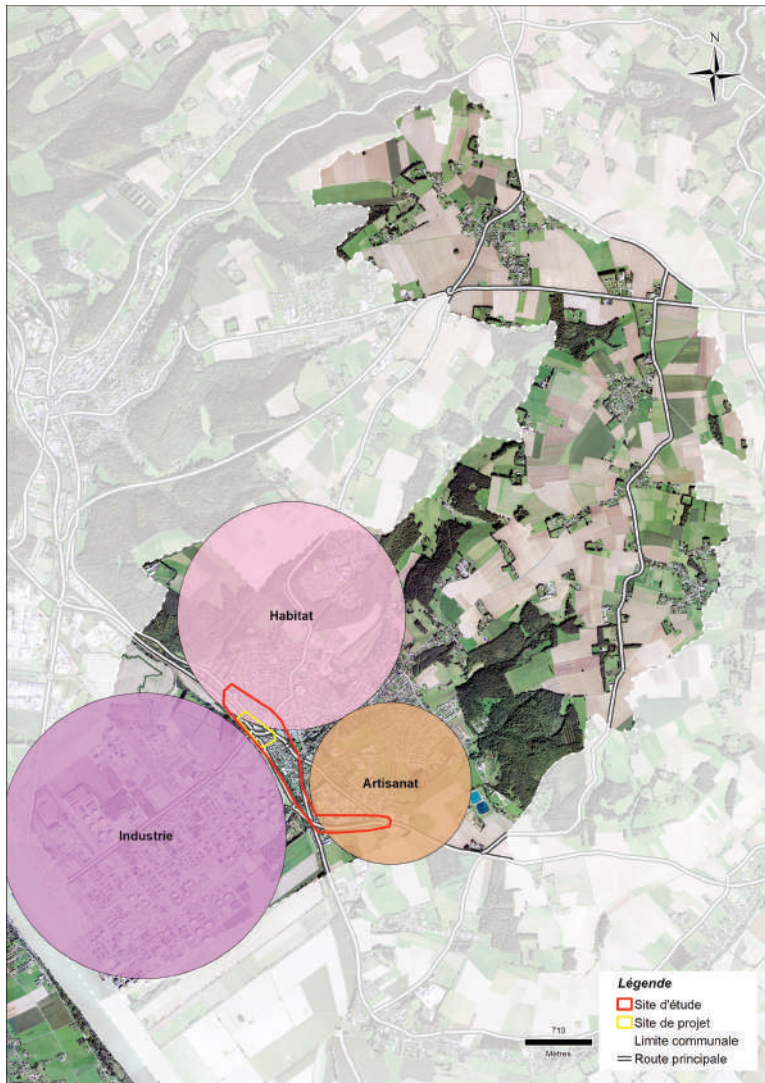 N
Habitat
Artisanat
Industrie
Légende
Site d'étude
Site de projet
Limite communale
Route principale
710
Mètres